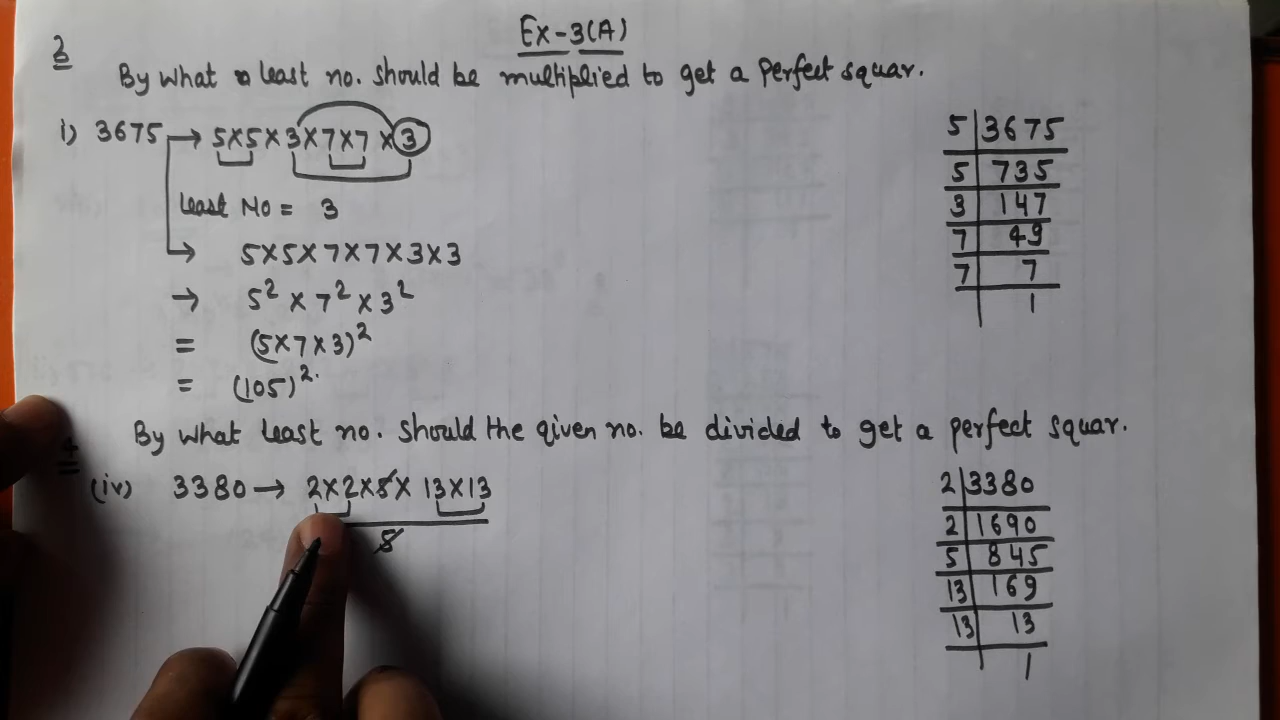 Ex-3(A)
3
By what least no. should be multiplied to get a perfect squar.
i) 3675 → 5×5×3×7×7×3
Least No = 3
→ 5×5×7×7×3×3
→ 5² × 7² × 3²
= (5×7×3)²
= (105)².
5 | 3675
5 | 735
3 | 147
7 | 49
7 | 7
1
By what least no. should the given no. be divided to get a perfect squar.
(iv) 3380 → 2×2×5×13×13
5
2 | 3380
2 | 1690
5 | 845
13 | 169
13 | 13
1